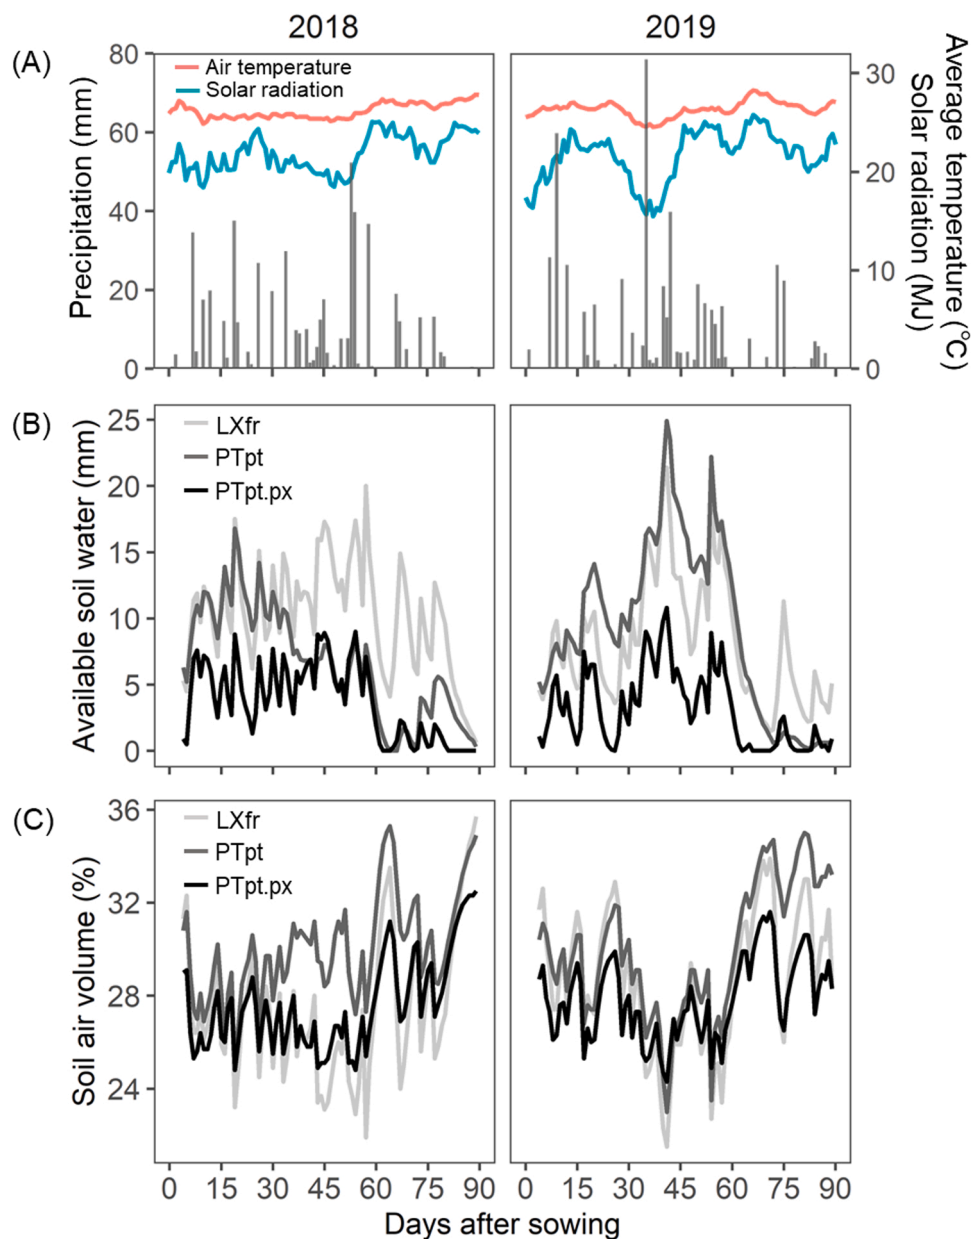 2018 2019
(A)
80
60
40
20
0
Precipitation (mm)
Air temperature
Solar radiation
30
20
10
0
Average temperature (°C)
Solar radiation (MJ)
(B)
25
20
15
10
5
0
Available soil water (mm)
LXfr
PTpt
PTpt.px
(C)
36
32
28
24
Soil air volume (%)
LXfr
PTpt
PTpt.px
0 15 30 45 60 75 90 0 15 30 45 60 75 90
Days after sowing